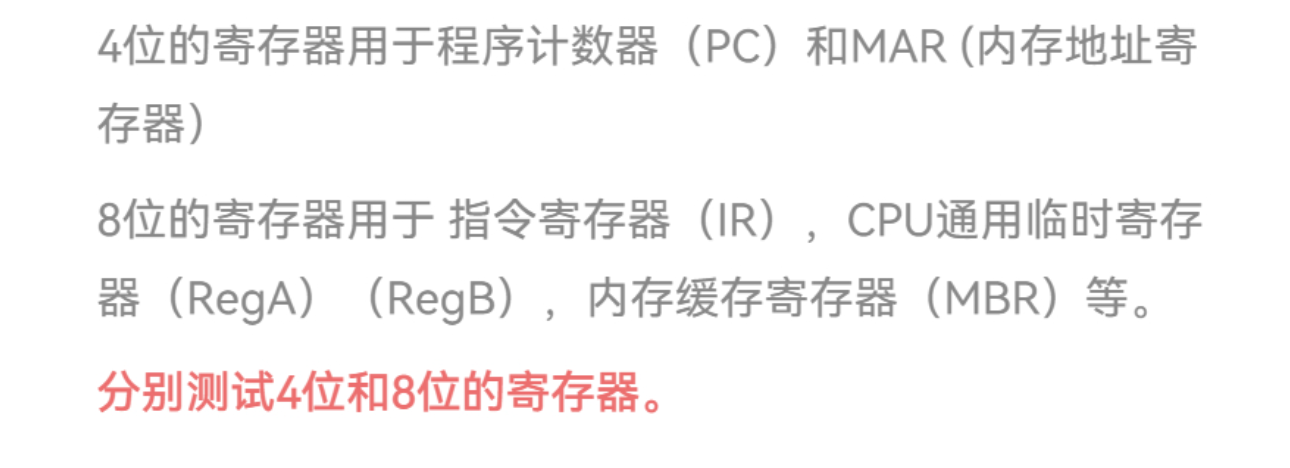 4位的寄存器用于程序计数器（PC）和MAR (内存地址寄
存器）
8位的寄存器用于 指令寄存器（IR），CPU通用临时寄存
器（RegA）（RegB），内存缓存寄存器（MBR）等。
分别测试4位和8位的寄存器。